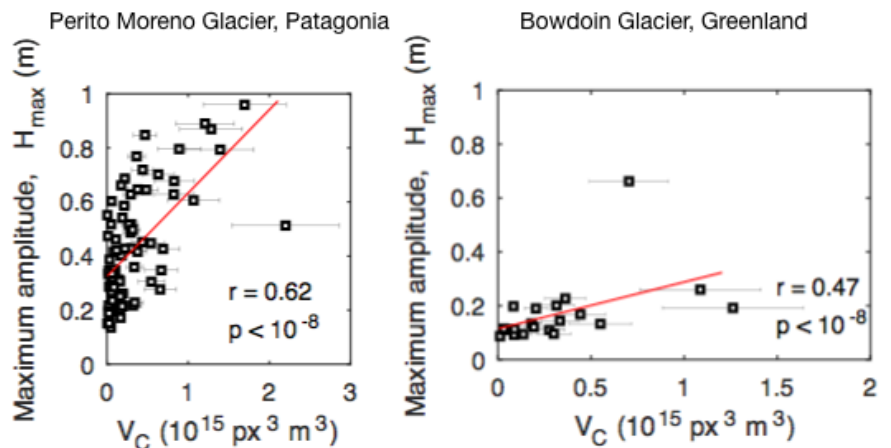 Perito Moreno Glacier, Patagonia
Maximum amplitude, H_max (m)
1
0.8
0.6
0.4
0.2
0
r = 0.62
p < 10^-8
0 1 2 3
V_C (10^15 px^3 m^3)
Bowdoin Glacier, Greenland
Maximum amplitude, H_max (m)
1
0.8
0.6
0.4
0.2
0
r = 0.47
p < 10^-8
0 0.5 1 1.5 2
V_C (10^15 px^3 m^3)